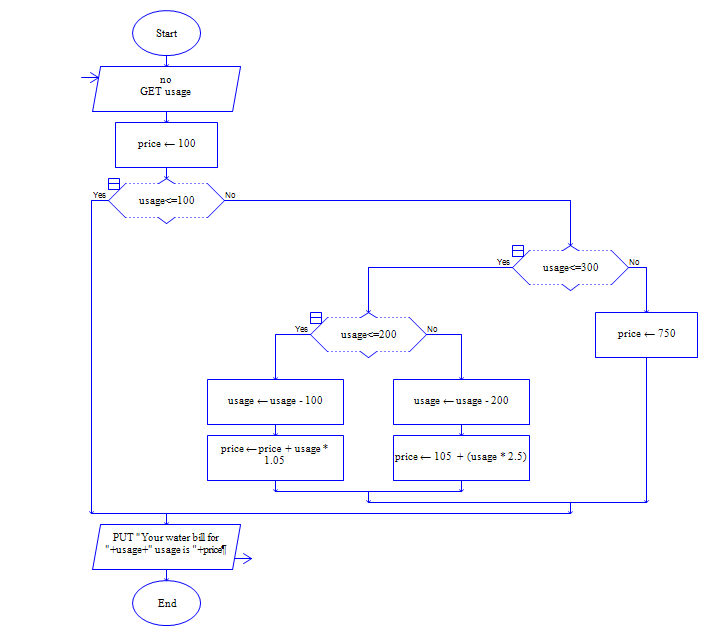 Start
no
GET usage
price ← 100
Yes
usage<=100
No
Yes
usage<=300
No
Yes
usage<=200
No
price ← 750
usage ← usage - 100
usage ← usage - 200
price ← price + usage *
1.05
price ← 105 + (usage * 2.5)
PUT "Your water bill for
"+usage+" usage is "+price¶
End